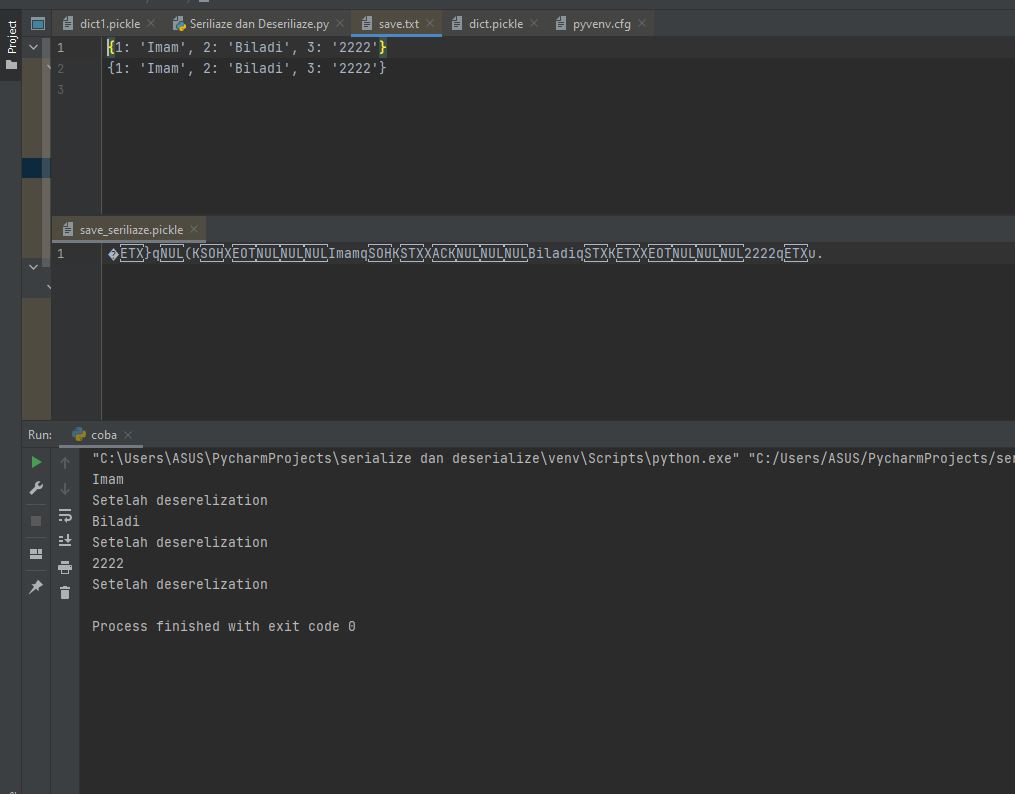 Project
dict1.pickle
Seriliaze dan Deseriliaze.py
save.txt
dict.pickle
pyvenv.cfg
1 {1: 'Imam', 2: 'Biladi', 3: '2222'}
2 {1: 'Imam', 2: 'Biladi', 3: '2222'}
3
save_seriliaze.pickle
1 �ETX}qNUL(KSOHXEOTNULNULNULImamqSOHKSTXXACKNULNULNULBiladiqSTXKETXXEOTNULNULNUL2222qETXu.
Run: coba
"C:\Users\ASUS\PycharmProjects\serialize dan deserialize\venv\Scripts\python.exe" "C:/Users/ASUS/PycharmProjects/ser
Imam
Setelah deserelization
Biladi
Setelah deserelization
2222
Setelah deserelization
Process finished with exit code 0